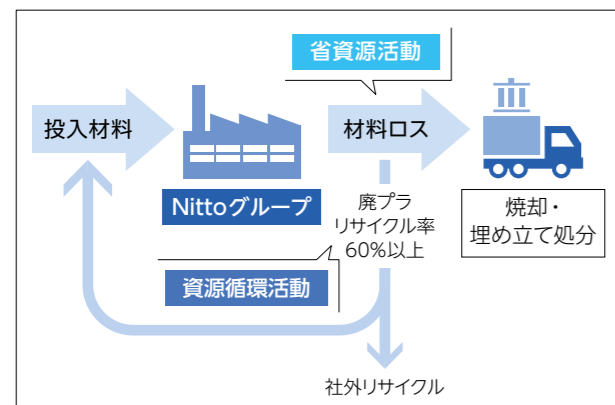 省資源活動
投入材料
材料ロス
Nittoグループ
廃プラ
リサイクル率
60%以上
焼却・
埋め立て処分
資源循環活動
社外リサイクル